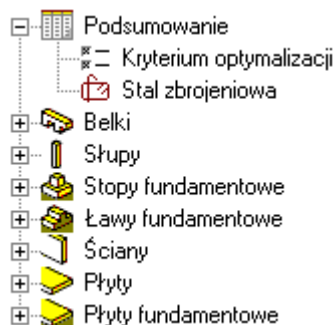 Podsumowanie
Kryterium optymalizacji
Stal zbrojeniowa
Belki
Słupy
Stopy fundamentowe
Ławy fundamentowe
Ściany
Płyty
Płyty fundamentowe